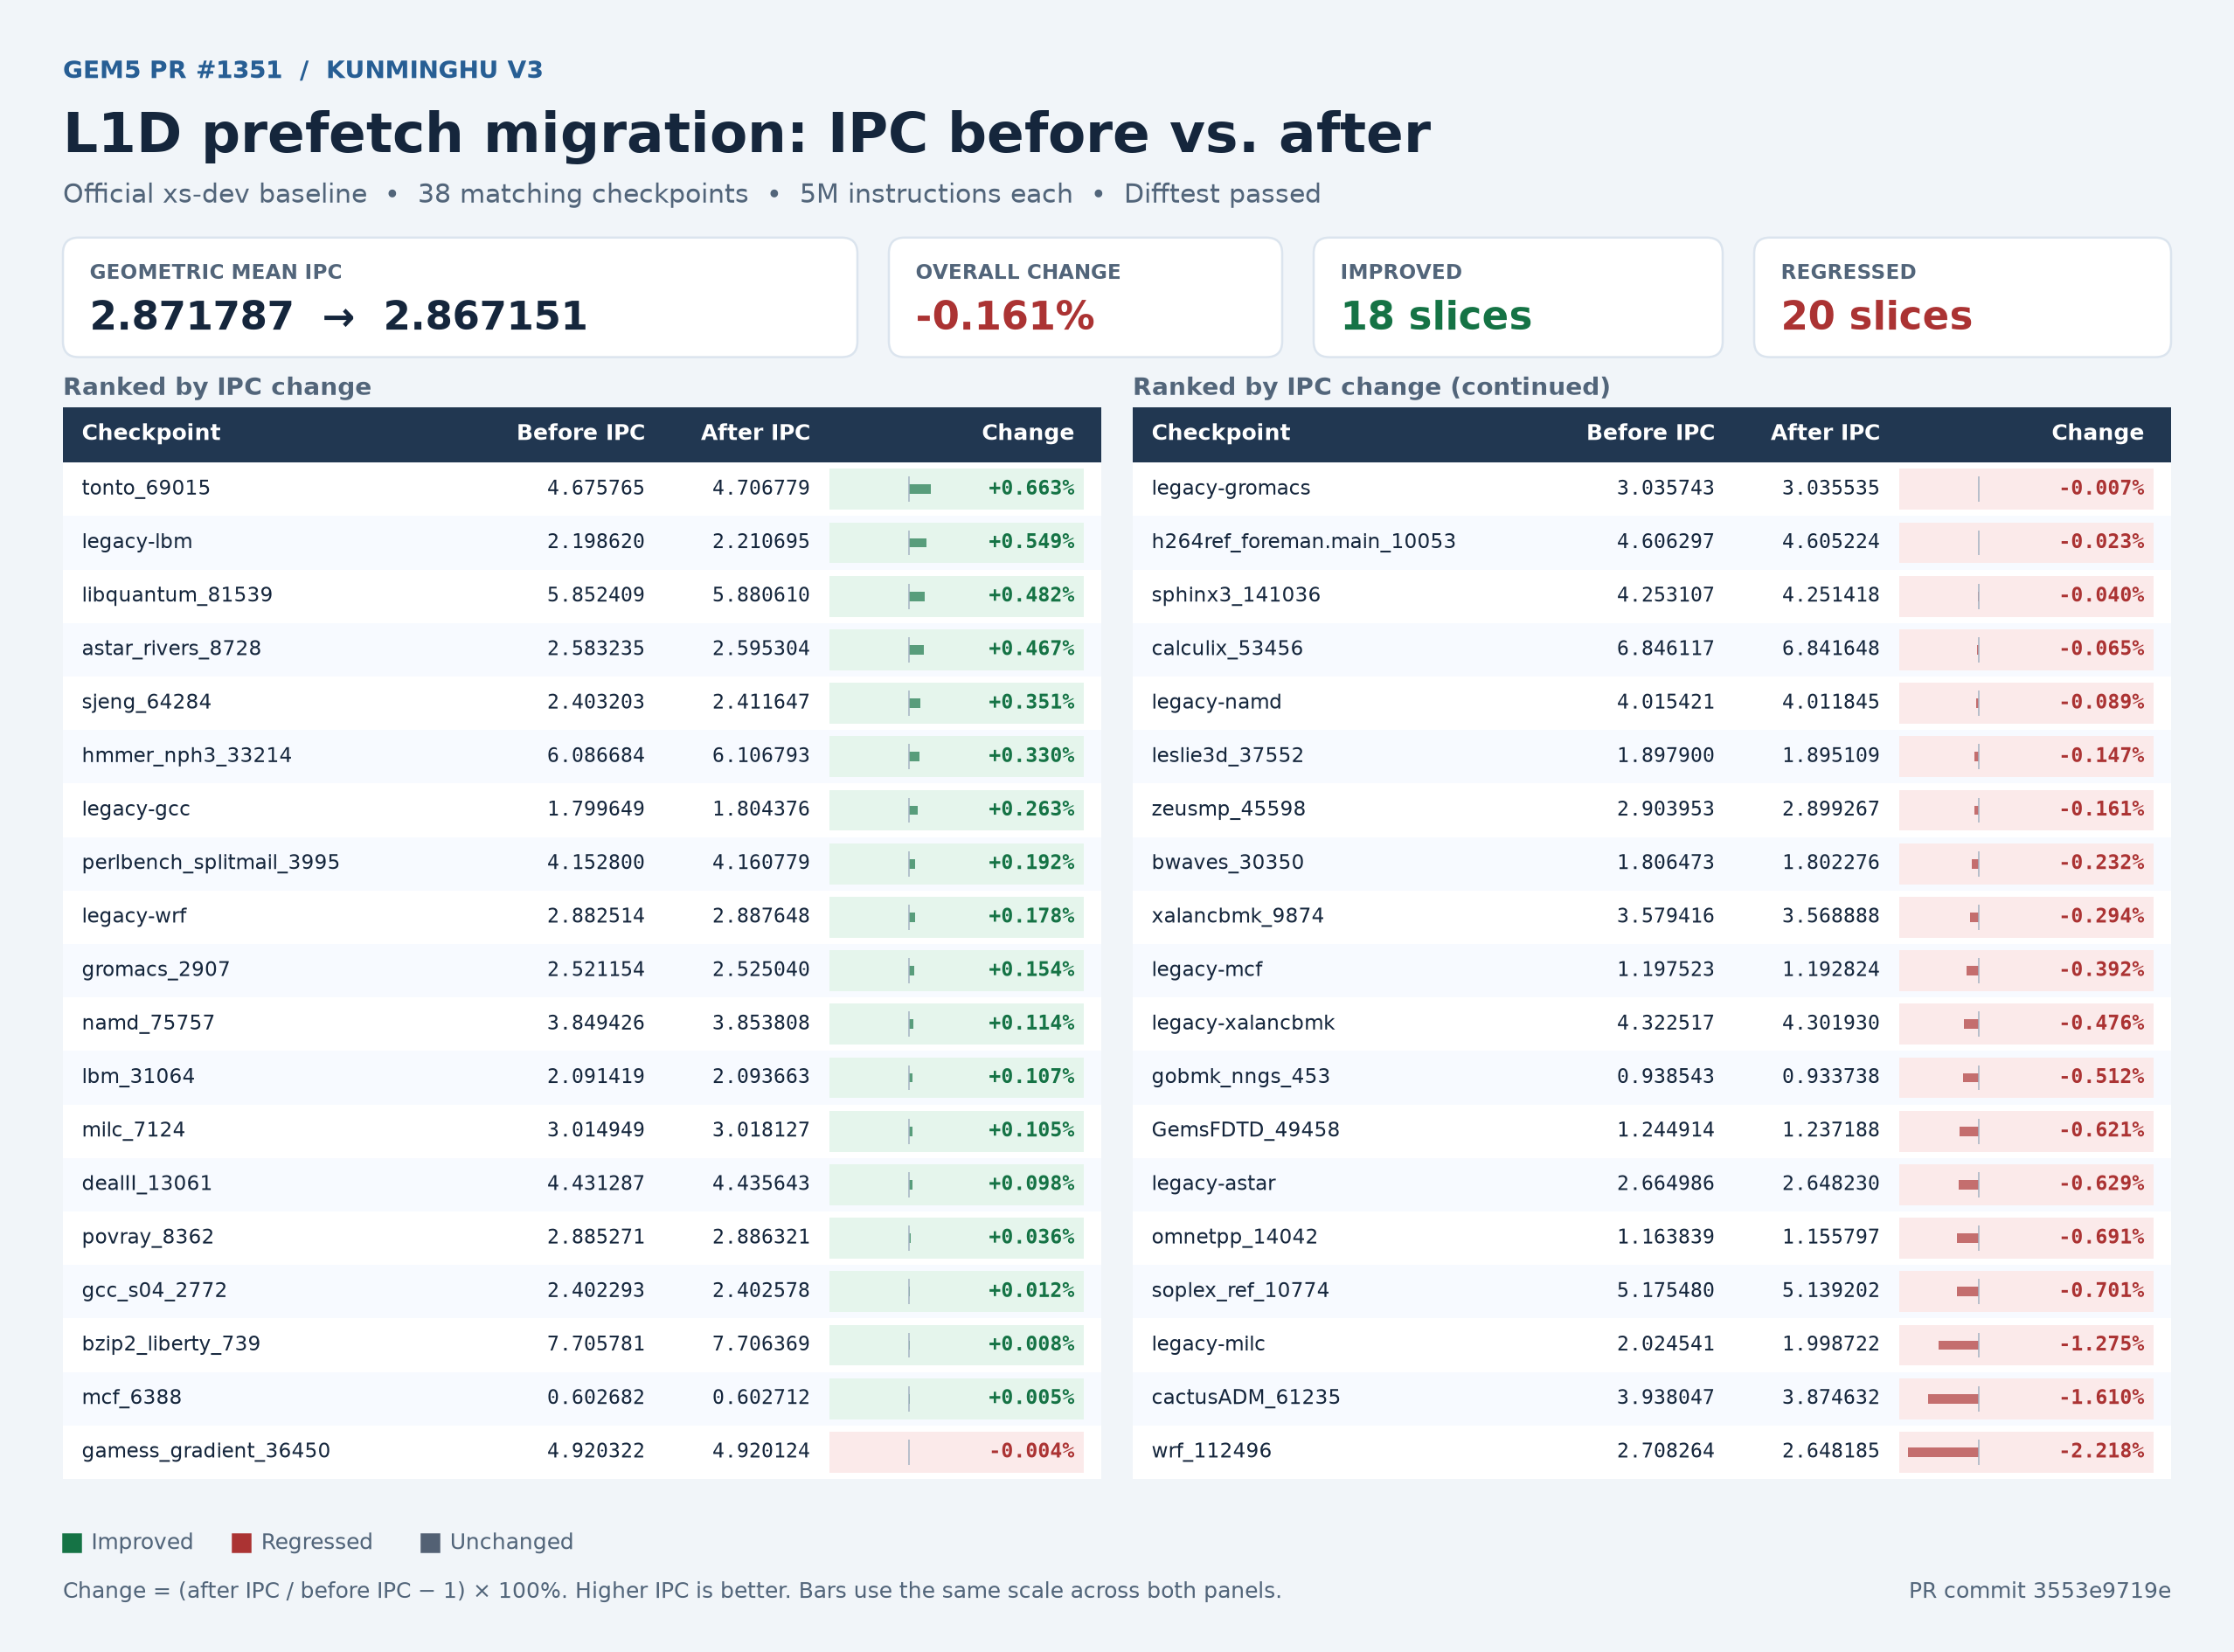 GEM5 PR #1351 / KUNMINGHU V3
L1D prefetch migration: IPC before vs. after
Official xs-dev baseline • 38 matching checkpoints • 5M instructions each • Difftest passed
GEOMETRIC MEAN IPC
2.871787 → 2.867151
OVERALL CHANGE
-0.161%
IMPROVED
18 slices
REGRESSED
20 slices
Ranked by IPC change
Checkpoint Before IPC After IPC Change
tonto_69015 4.675765 4.706779 +0.663%
legacy-lbm 2.198620 2.210695 +0.549%
libquantum_81539 5.852409 5.880610 +0.482%
astar_rivers_8728 2.583235 2.595304 +0.467%
sjeng_64284 2.403203 2.411647 +0.351%
hmmer_nph3_33214 6.086684 6.106793 +0.330%
legacy-gcc 1.799649 1.804376 +0.263%
perlbench_splitmail_3995 4.152800 4.160779 +0.192%
legacy-wrf 2.882514 2.887648 +0.178%
gromacs_2907 2.521154 2.525040 +0.154%
namd_75757 3.849426 3.853808 +0.114%
lbm_31064 2.091419 2.093663 +0.107%
milc_7124 3.014949 3.018127 +0.105%
dealII_13061 4.431287 4.435643 +0.098%
povray_8362 2.885271 2.886321 +0.036%
gcc_s04_2772 2.402293 2.402578 +0.012%
bzip2_liberty_739 7.705781 7.706369 +0.008%
mcf_6388 0.602682 0.602712 +0.005%
gamess_gradient_36450 4.920322 4.920124 -0.004%
Ranked by IPC change (continued)
Checkpoint Before IPC After IPC Change
legacy-gromacs 3.035743 3.035535 -0.007%
h264ref_foreman.main_10053 4.606297 4.605224 -0.023%
sphinx3_141036 4.253107 4.251418 -0.040%
calculix_53456 6.846117 6.841648 -0.065%
legacy-namd 4.015421 4.011845 -0.089%
leslie3d_37552 1.897900 1.895109 -0.147%
zeusmp_45598 2.903953 2.899267 -0.161%
bwaves_30350 1.806473 1.802276 -0.232%
xalancbmk_9874 3.579416 3.568888 -0.294%
legacy-mcf 1.197523 1.192824 -0.392%
legacy-xalancbmk 4.322517 4.301930 -0.476%
gobmk_nngs_453 0.938543 0.933738 -0.512%
GemsFDTD_49458 1.244914 1.237188 -0.621%
legacy-astar 2.664986 2.648230 -0.629%
omnetpp_14042 1.163839 1.155797 -0.691%
soplex_ref_10774 5.175480 5.139202 -0.701%
legacy-milc 2.024541 1.998722 -1.275%
cactusADM_61235 3.938047 3.874632 -1.610%
wrf_112496 2.708264 2.648185 -2.218%
Improved Regressed Unchanged
Change = (after IPC / before IPC − 1) × 100%. Higher IPC is better. Bars use the same scale across both panels.
PR commit 3553e9719e